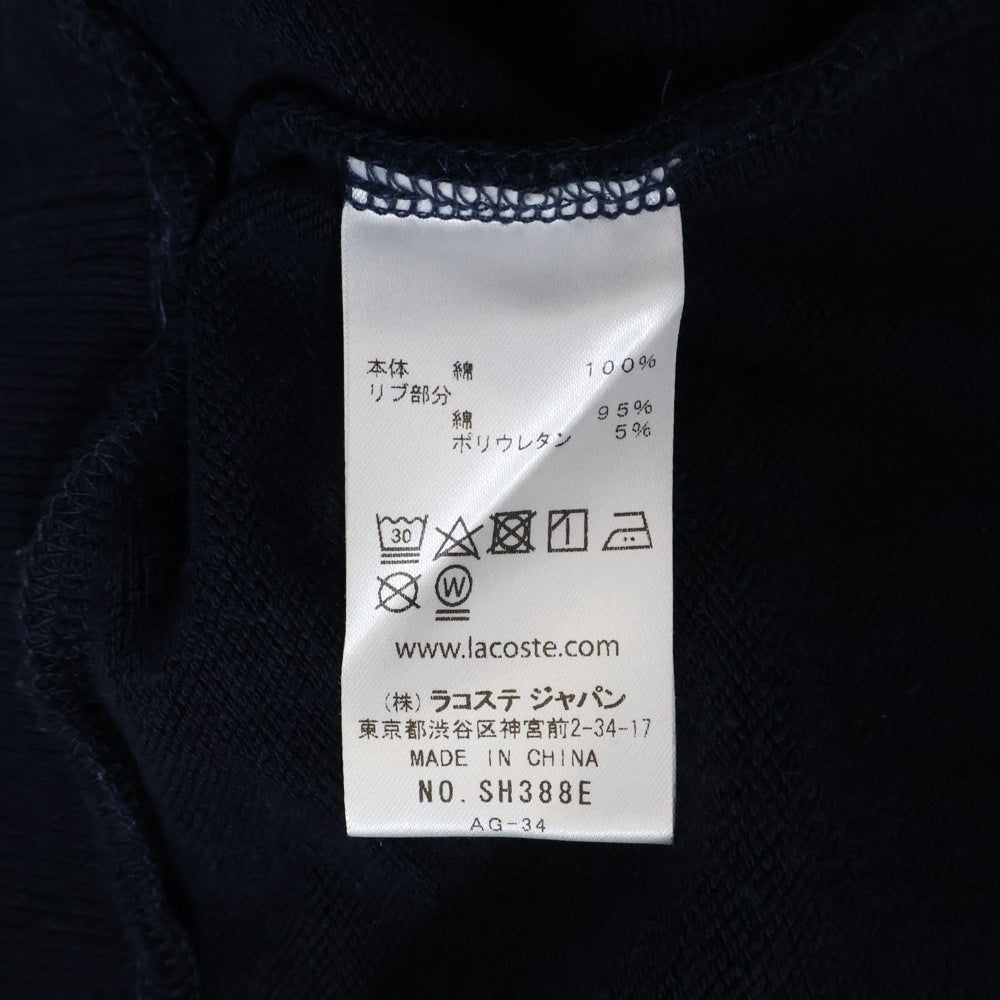 本体 綿 100%
リブ部分
綿 95%
ポリウレタン 5%
30
W
www.lacoste.com
(株) ラコステ ジャパン
東京都渋谷区神宮前2-34-17
MADE IN CHINA
NO. SH388E
AG-34